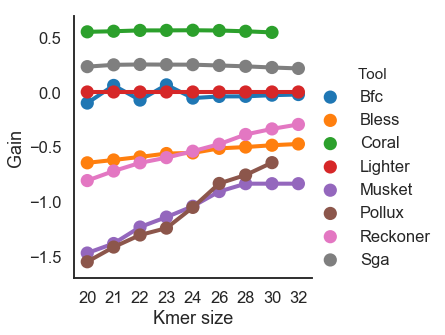 0.5
0.0
−0.5
−1.0
−1.5
Gain
20 21 22 23 24 26 28 30 32
Kmer size
Tool
Bfc
Bless
Coral
Lighter
Musket
Pollux
Reckoner
Sga